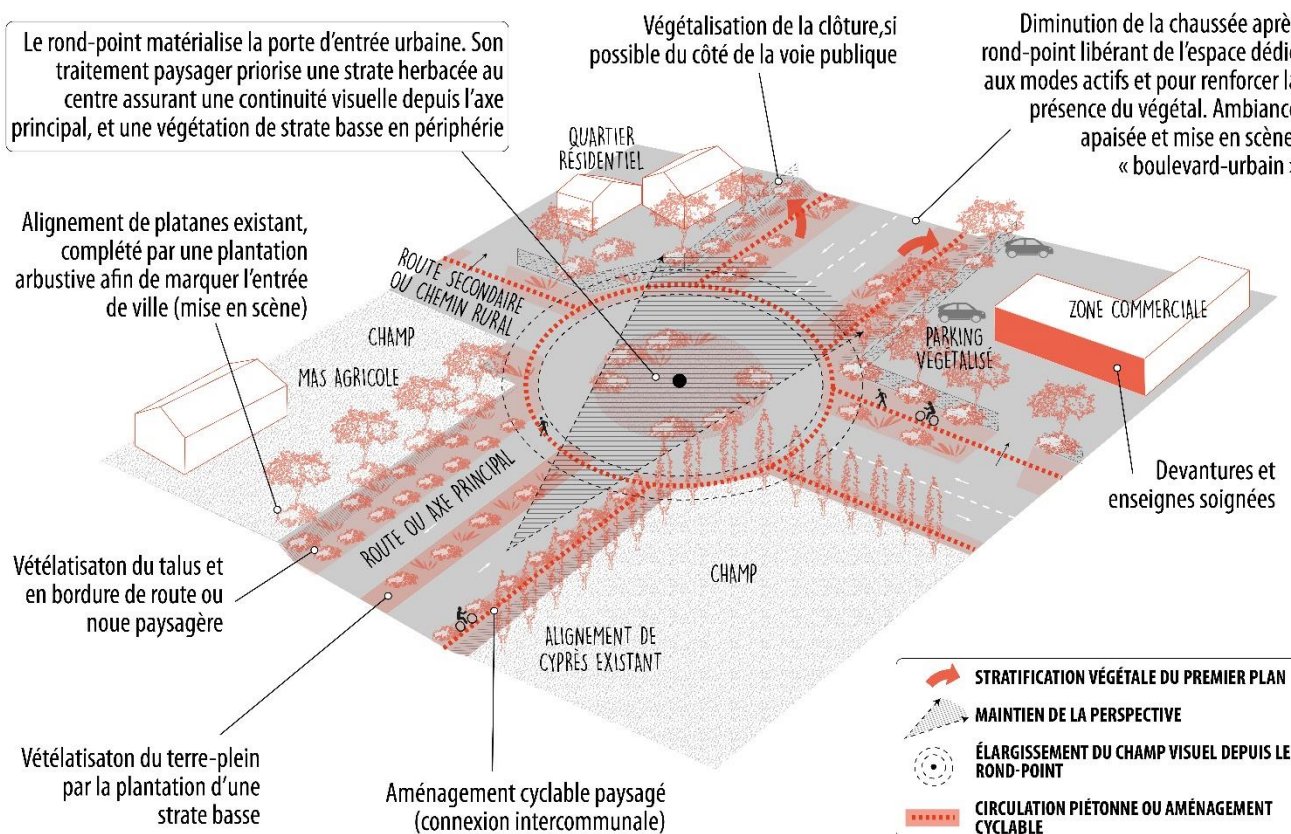 Le rond-point matérialise la porte d'entrée urbaine. Son
traitement paysager priorise une strate herbacée au
centre assurant une continuité visuelle depuis l'axe
principal, et une végétation de strate basse en périphérie
Végétalisation de la clôture,si
possible du côté de la voie publique
Diminution de la chaussée aprè
rond-point libérant de l'espace dédié
aux modes actifs et pour renforcer la
présence du végétal. Ambiance
apaisée et mise en scène
« boulevard-urbain »
QUARTIER
RÉSIDENTIEL
Alignement de platanes existant,
complété par une plantation
arbustive afin de marquer l'entrée
de ville (mise en scène)
ROUTE SECONDAIRE
OU CHEMIN RURAL
CHAMP
MAS AGRICOLE
ZONE COMMERCIALE
PARKING
VÉGÉTALISÉ
ROUTE OU AXE PRINCIPAL
Devantures et
enseignes soignées
Vétélatisaton du talus et
en bordure de route ou
noue paysagère
CHAMP
ALIGNEMENT DE
CYPRÈS EXISTANT
Vétélatisaton du terre-plein
par la plantation d'une
strate basse
Aménagement cyclable paysagé
(connexion intercommunale)
STRATIFICATION VÉGÉTALE DU PREMIER PLAN
MAINTIEN DE LA PERSPECTIVE
ÉLARGISSEMENT DU CHAMP VISUEL DEPUIS LE
ROND-POINT
CIRCULATION PIÉTONNE OU AMÉNAGEMENT
CYCLABLE